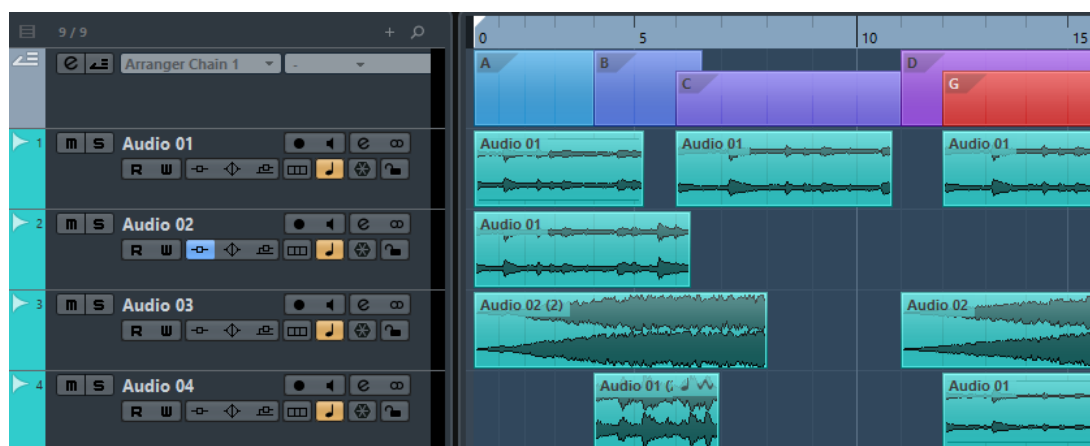 9 / 9
0 5 10 15
e Arranger Chain 1 -
A B C D G
1 m S Audio 01 e
R W
Audio 01 Audio 01 Audio 01
2 m S Audio 02 e
R W
Audio 01
3 m S Audio 03 e
R W
Audio 02 (2) Audio 02
4 m S Audio 04 e
R W
Audio 01 (: Audio 01